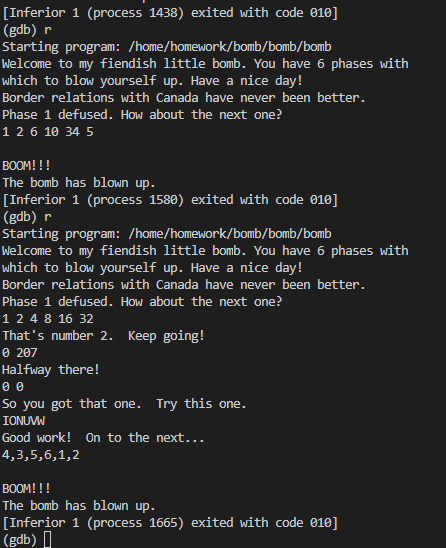 [Inferior 1 (process 1438) exited with code 010]
(gdb) r
Starting program: /home/homework/bomb/bomb/bomb
Welcome to my fiendish little bomb. You have 6 phases with
which to blow yourself up. Have a nice day!
Border relations with Canada have never been better.
Phase 1 defused. How about the next one?
1 2 6 10 34 5
BOOM!!!
The bomb has blown up.
[Inferior 1 (process 1580) exited with code 010]
(gdb) r
Starting program: /home/homework/bomb/bomb/bomb
Welcome to my fiendish little bomb. You have 6 phases with
which to blow yourself up. Have a nice day!
Border relations with Canada have never been better.
Phase 1 defused. How about the next one?
1 2 4 8 16 32
That's number 2.  Keep going!
0 207
Halfway there!
0 0
So you got that one.  Try this one.
IONUVW
Good work!  On to the next...
4,3,5,6,1,2
BOOM!!!
The bomb has blown up.
[Inferior 1 (process 1665) exited with code 010]
(gdb)